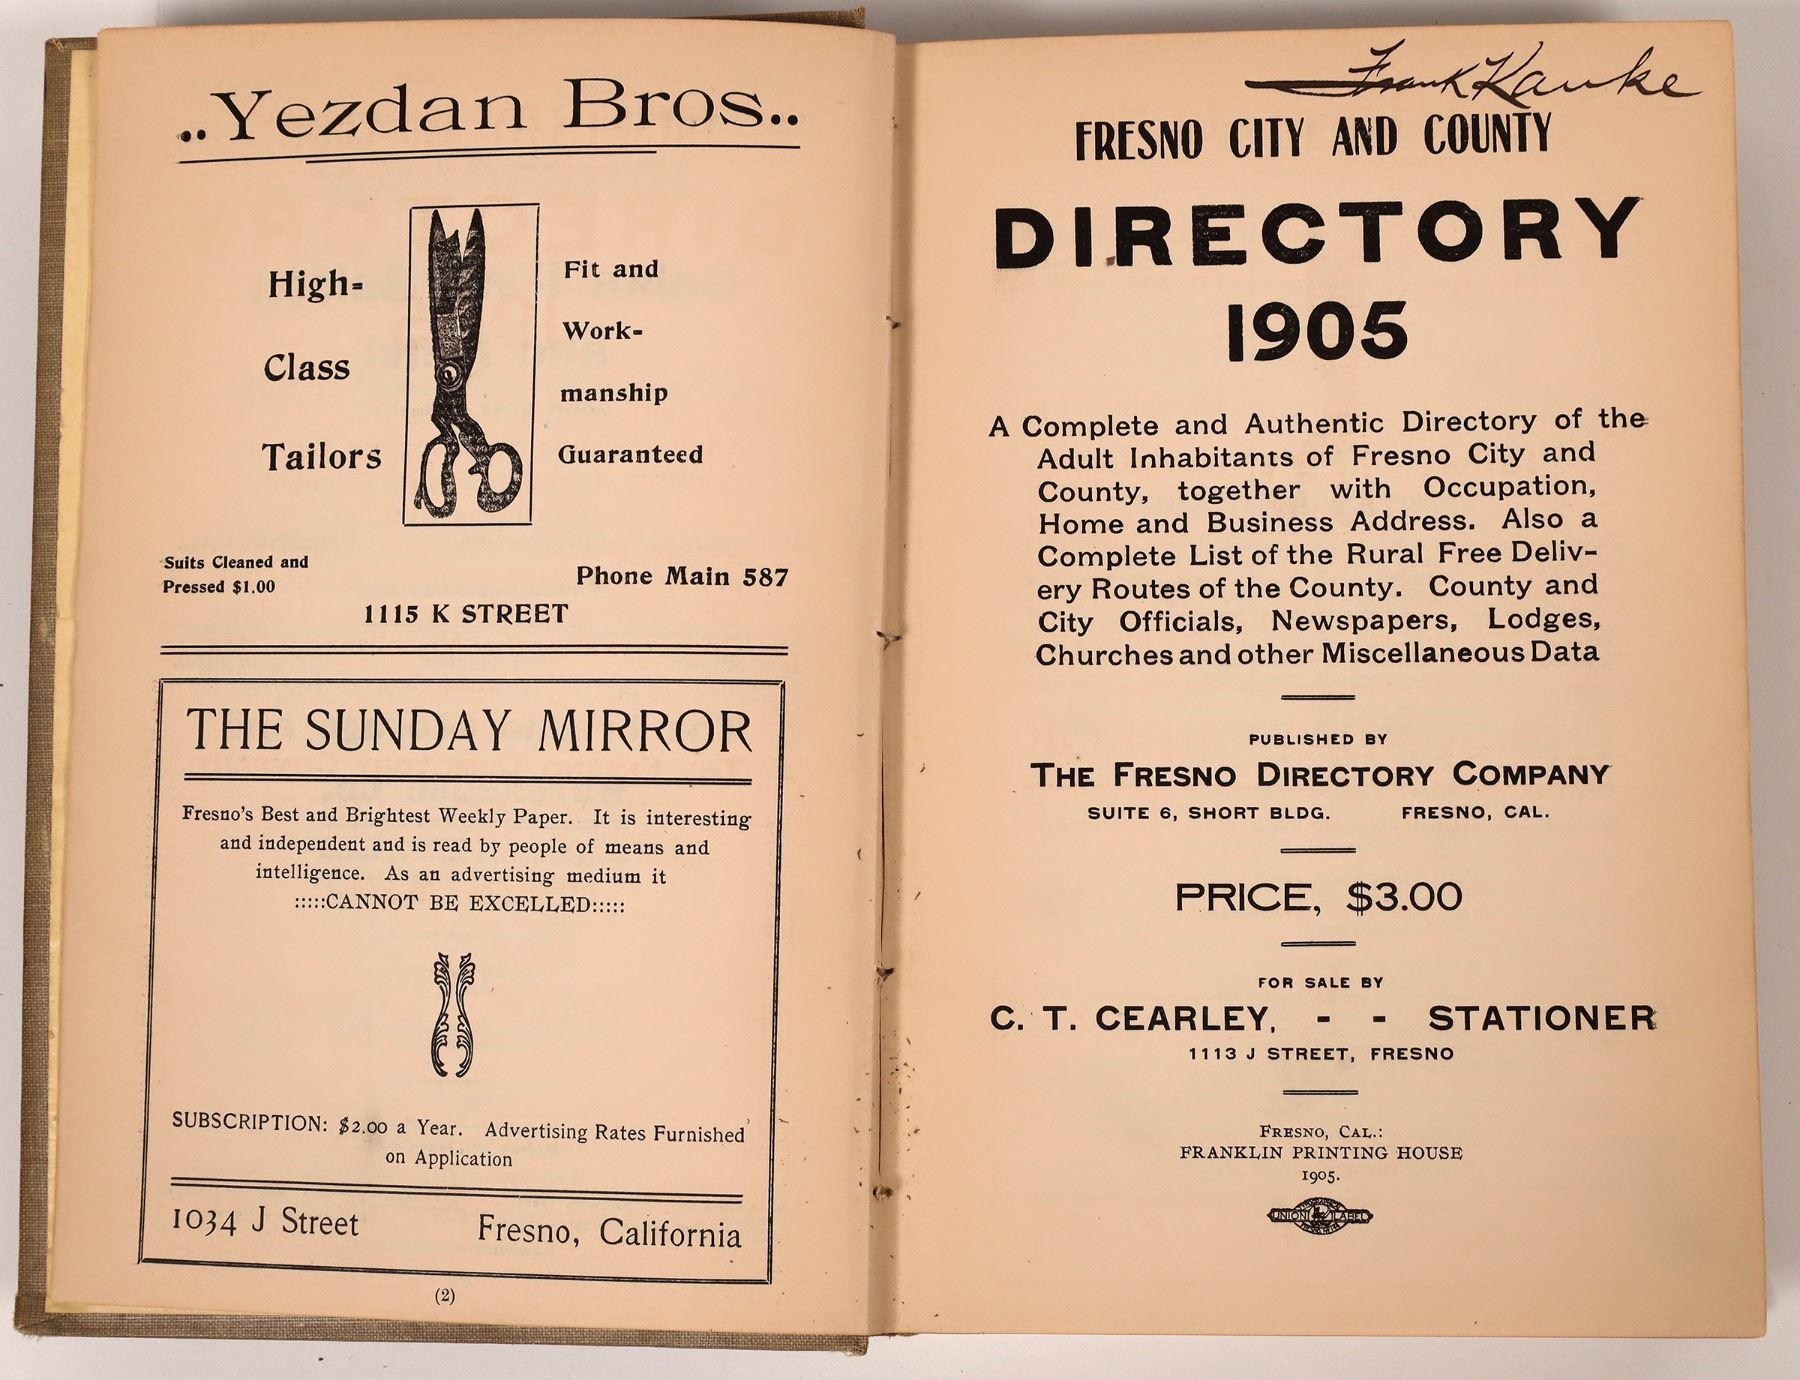 ..Yezdan Bros..
High-
Class
Tailors
Fit and
Work-
manship
Guaranteed
Suits Cleaned and
Pressed $1.00
Phone Main 587
1115 K STREET
THE SUNDAY MIRROR
Fresno's Best and Brightest Weekly Paper. It is interesting
and independent and is read by people of means and
intelligence. As an advertising medium it
:::::CANNOT BE EXCELLED:::::
SUBSCRIPTION: $2.00 a Year. Advertising Rates Furnished
on Application
1034 J Street Fresno, California
(2)
Frank Kauke
FRESNO CITY AND COUNTY
DIRECTORY
1905
A Complete and Authentic Directory of the
Adult Inhabitants of Fresno City and
County, together with Occupation,
Home and Business Address. Also a
Complete List of the Rural Free Deliv-
ery Routes of the County. County and
City Officials, Newspapers, Lodges,
Churches and other Miscellaneous Data
PUBLISHED BY
THE FRESNO DIRECTORY COMPANY
SUITE 6, SHORT BLDG. FRESNO, CAL.
PRICE, $3.00
FOR SALE BY
C. T. CEARLEY, - - STATIONER
1113 J STREET, FRESNO
FRESNO, CAL.:
FRANKLIN PRINTING HOUSE
1905.
UNION LABEL